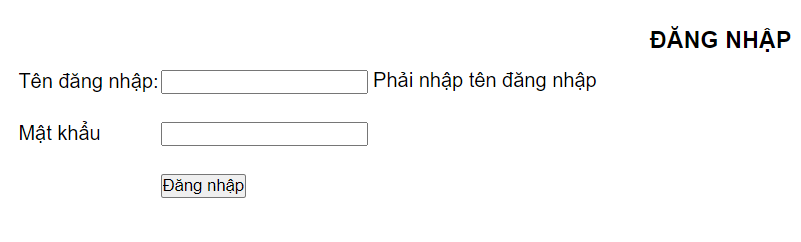 ĐĂNG NHẬP
Tên đăng nhập: Phải nhập tên đăng nhập
Mật khẩu
Đăng nhập